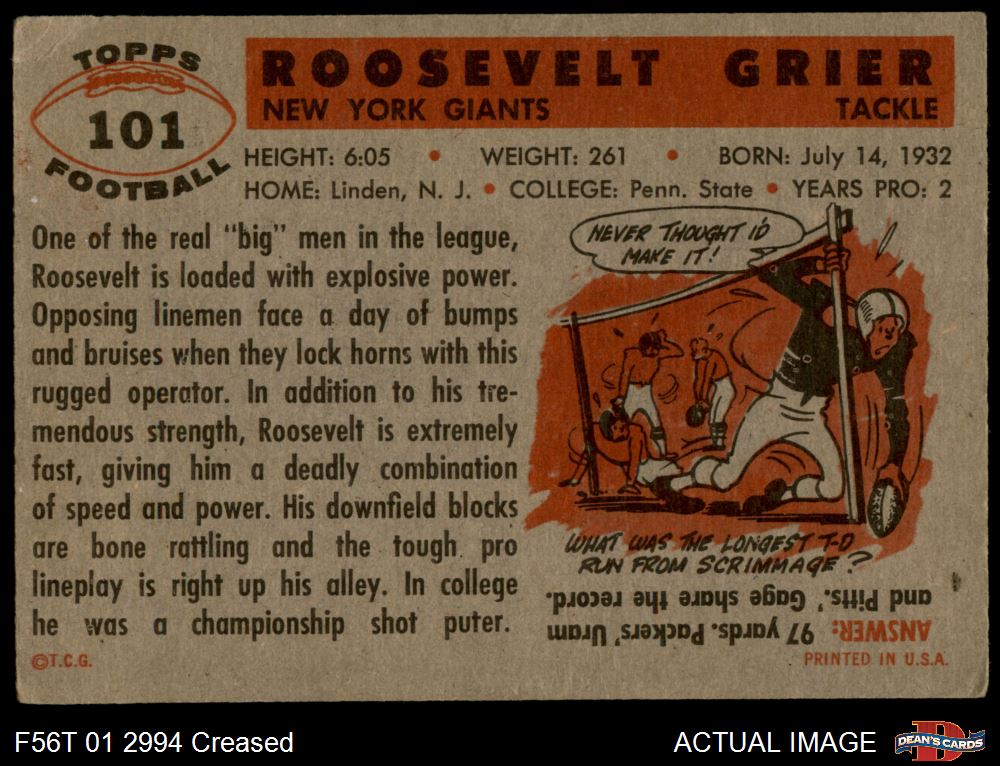 TOPPS
101
FOOTBALL
ROOSEVELT GRIER
NEW YORK GIANTS TACKLE
HEIGHT: 6:05 • WEIGHT: 261 • BORN: July 14, 1932
HOME: Linden, N. J. • COLLEGE: Penn. State • YEARS PRO: 2
One of the real "big" men in the league,
Roosevelt is loaded with explosive power.
Opposing linemen face a day of bumps
and bruises when they lock horns with this
rugged operator. In addition to his tre-
mendous strength, Roosevelt is extremely
fast, giving him a deadly combination
of speed and power. His downfield blocks
are bone rattling and the tough pro
lineplay is right up his alley. In college
he was a championship shot puter.
©T.C.G.
NEVER THOUGHT I'D
MAKE IT!
WHAT WAS THE LONGEST T-D
RUN FROM SCRIMMAGE?
ANSWER: 97 yards. Packers' Uram
and Pitts.' Gage share the record.
PRINTED IN U.S.A.
F56T 01 2994 Creased
ACTUAL IMAGE
DEAN'S CARDS